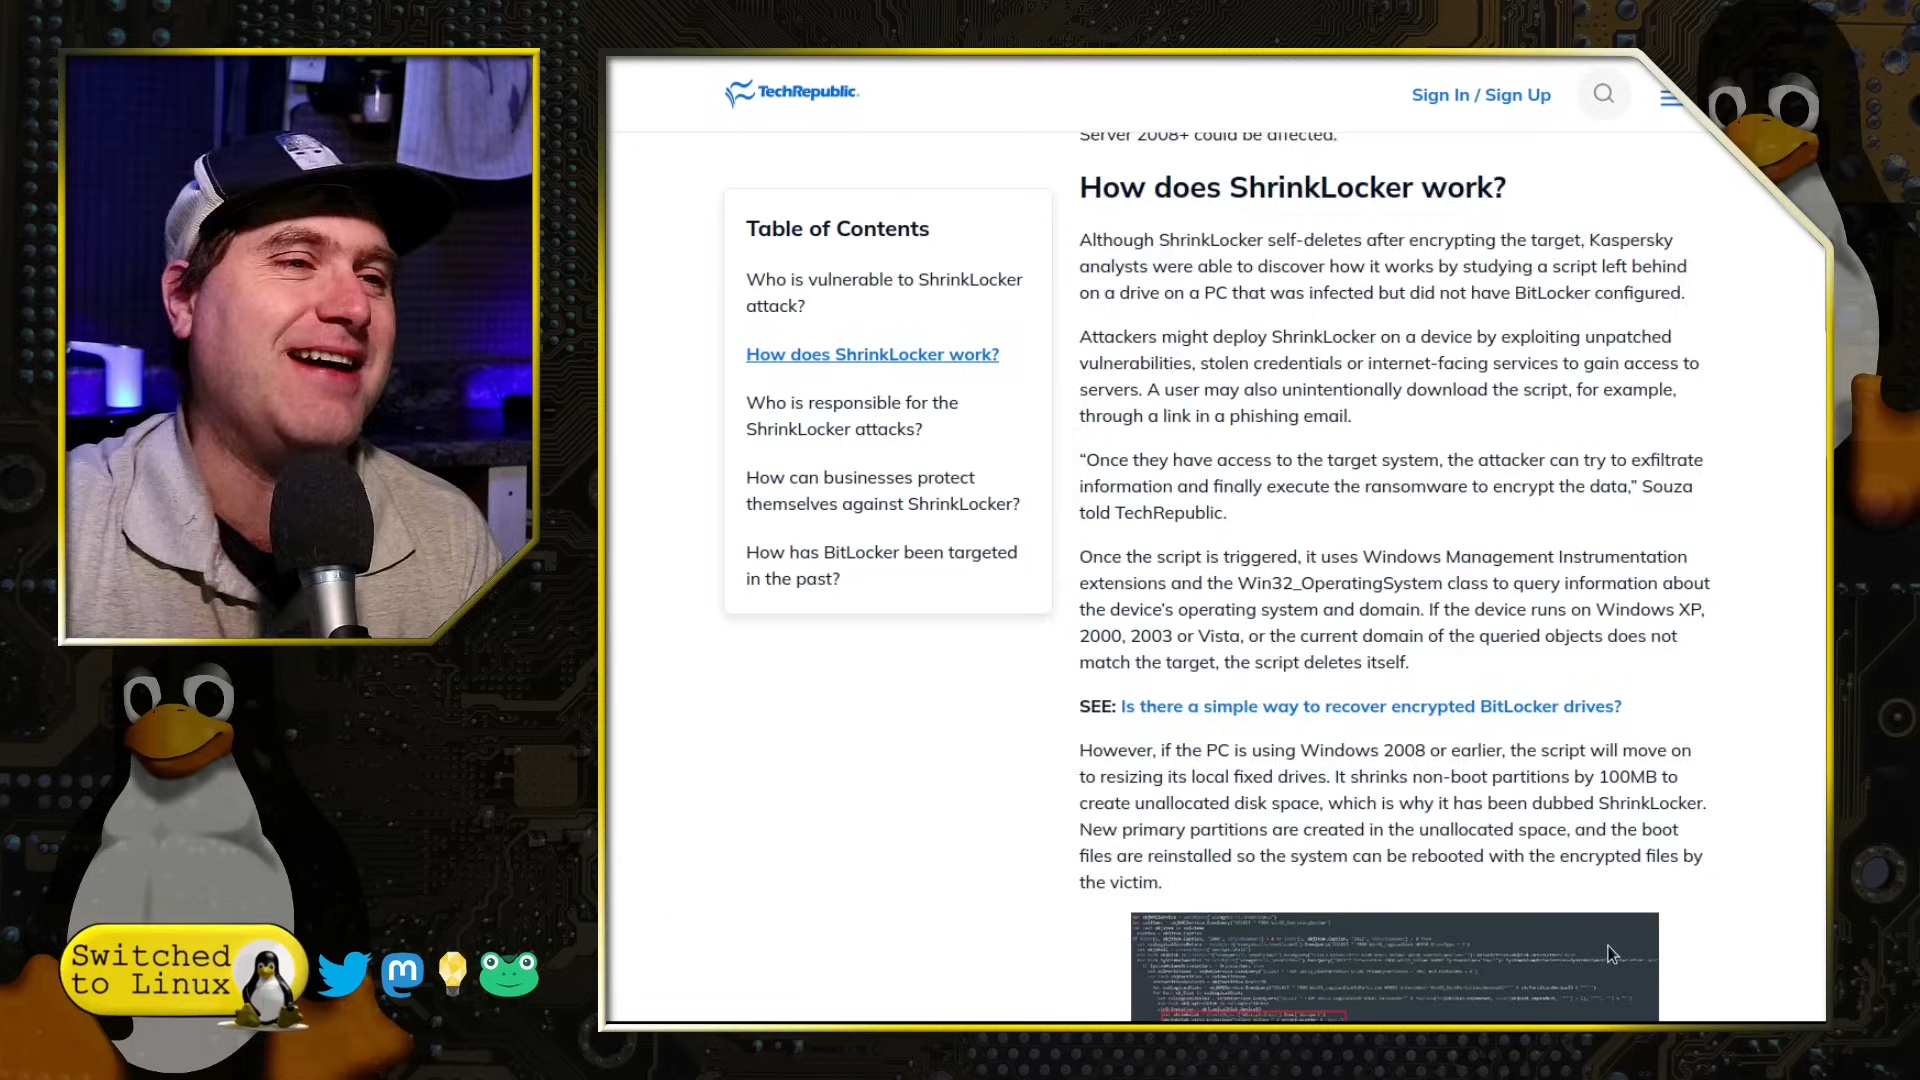 TechRepublic.
Sign In / Sign Up
Server 2008+ could be affected.
Table of Contents
Who is vulnerable to ShrinkLocker
attack?
How does ShrinkLocker work?
Who is responsible for the
ShrinkLocker attacks?
How can businesses protect
themselves against ShrinkLocker?
How has BitLocker been targeted
in the past?
How does ShrinkLocker work?
Although ShrinkLocker self-deletes after encrypting the target, Kaspersky
analysts were able to discover how it works by studying a script left behind
on a drive on a PC that was infected but did not have BitLocker configured.
Attackers might deploy ShrinkLocker on a device by exploiting unpatched
vulnerabilities, stolen credentials or internet-facing services to gain access to
servers. A user may also unintentionally download the script, for example,
through a link in a phishing email.
“Once they have access to the target system, the attacker can try to exfiltrate
information and finally execute the ransomware to encrypt the data,” Souza
told TechRepublic.
Once the script is triggered, it uses Windows Management Instrumentation
extensions and the Win32_OperatingSystem class to query information about
the device’s operating system and domain. If the device runs on Windows XP,
2000, 2003 or Vista, or the current domain of the queried objects does not
match the target, the script deletes itself.
SEE: Is there a simple way to recover encrypted BitLocker drives?
However, if the PC is using Windows 2008 or earlier, the script will move on
to resizing its local fixed drives. It shrinks non-boot partitions by 100MB to
create unallocated disk space, which is why it has been dubbed ShrinkLocker.
New primary partitions are created in the unallocated space, and the boot
files are reinstalled so the system can be rebooted with the encrypted files by
the victim.
Switched
to Linux